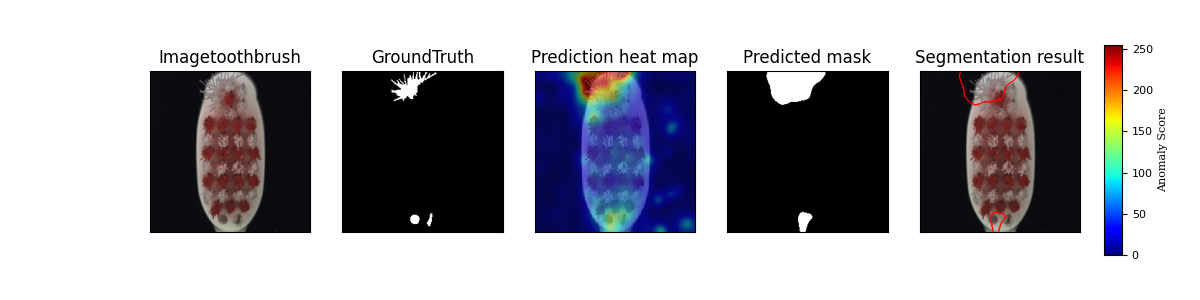 Imagetoothbrush
GroundTruth
Prediction heat map
Predicted mask
Segmentation result
250
200
150
100
50
0
Anomaly Score